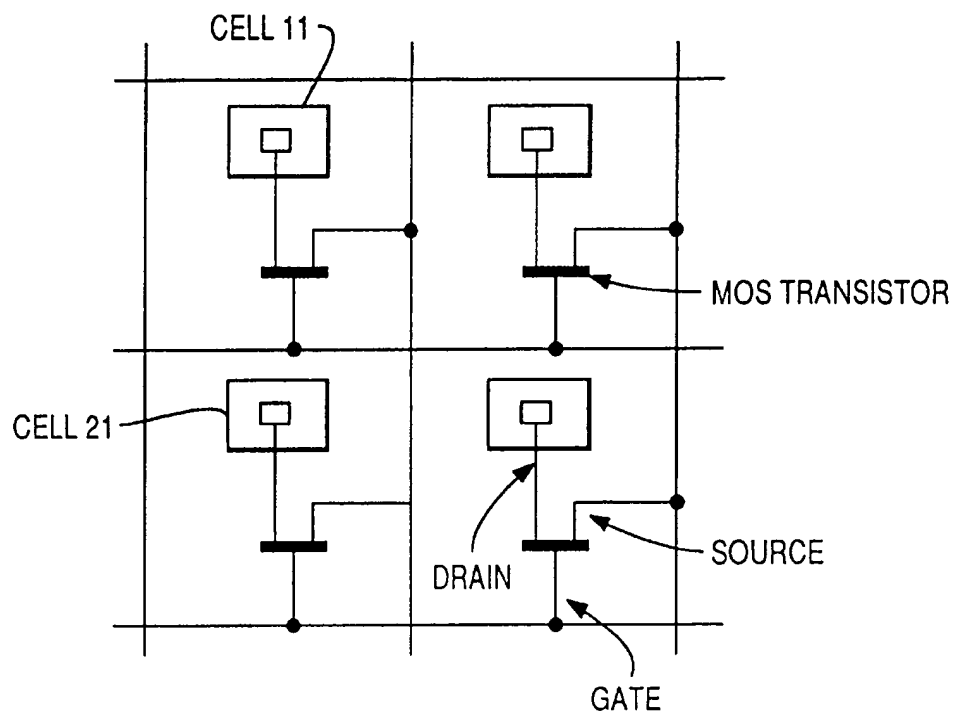 CELL 11
MOS TRANSISTOR
CELL 21
SOURCE
DRAIN
GATE